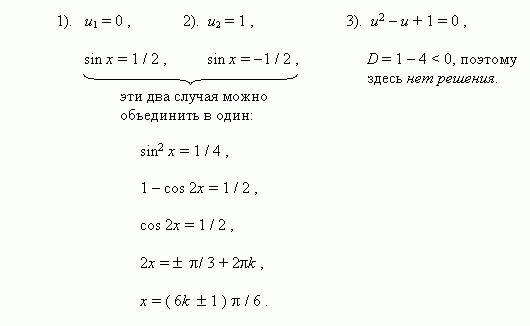 1). u₁ = 0 , 2). u₂ = 1 , 3). u² – u + 1 = 0 ,
sin x = 1 / 2 , sin x = –1 / 2 , D = 1 – 4 < 0, поэтому
здесь нет решения.
эти два случая можно
объединить в один:
sin² x = 1 / 4 ,
1 – cos 2x = 1 / 2 ,
cos 2x = 1 / 2 ,
2x = ± π/ 3 + 2πk ,
x = ( 6k ± 1 ) π / 6 .